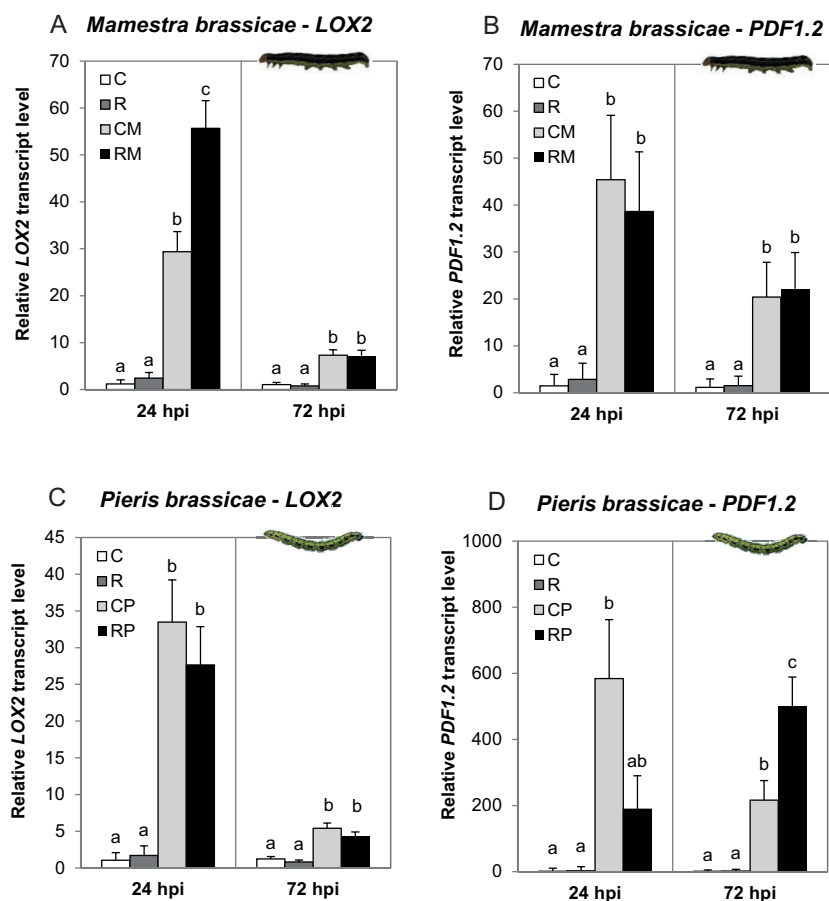 A Mamestra brassicae - LOX2
Relative LOX2 transcript level
70
60
50
40
30
20
10
0
C
R
CM
RM
a a b c
a a b b
24 hpi 72 hpi
B Mamestra brassicae - PDF1.2
Relative PDF1.2 transcript level
70
60
50
40
30
20
10
0
C
R
CM
RM
a a b b
a a b b
24 hpi 72 hpi
C Pieris brassicae - LOX2
Relative LOX2 transcript level
45
40
35
30
25
20
15
10
5
0
C
R
CP
RP
a a b b
a a b b
24 hpi 72 hpi
D Pieris brassicae - PDF1.2
Relative PDF1.2 transcript level
1000
800
600
400
200
0
C
R
CP
RP
a a b ab
a a b c
24 hpi 72 hpi